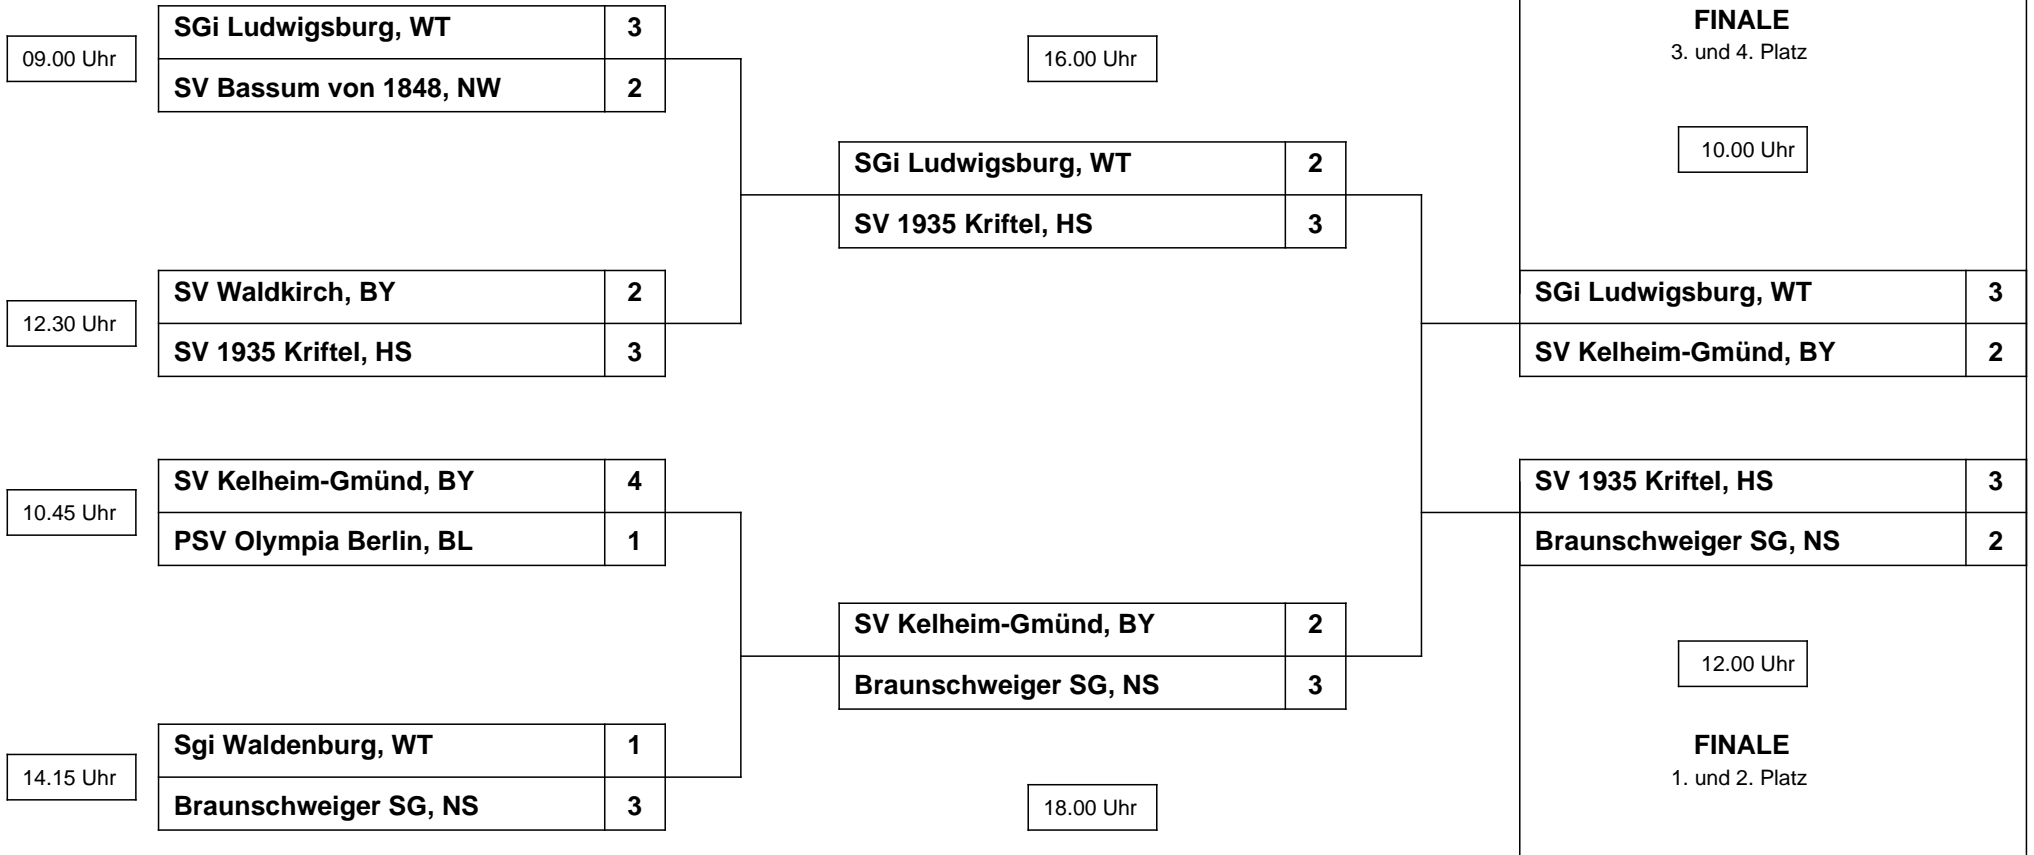 09.00 Uhr
SGi Ludwigsburg, WT 3
SV Bassum von 1848, NW 2
12.30 Uhr
SV Waldkirch, BY 2
SV 1935 Kriftel, HS 3
10.45 Uhr
SV Kelheim-Gmünd, BY 4
PSV Olympia Berlin, BL 1
14.15 Uhr
Sgi Waldenburg, WT 1
Braunschweiger SG, NS 3
16.00 Uhr
SGi Ludwigsburg, WT 2
SV 1935 Kriftel, HS 3
SV Kelheim-Gmünd, BY 2
Braunschweiger SG, NS 3
18.00 Uhr
FINALE
3. und 4. Platz
10.00 Uhr
SGi Ludwigsburg, WT 3
SV Kelheim-Gmünd, BY 2
SV 1935 Kriftel, HS 3
Braunschweiger SG, NS 2
12.00 Uhr
FINALE
1. und 2. Platz